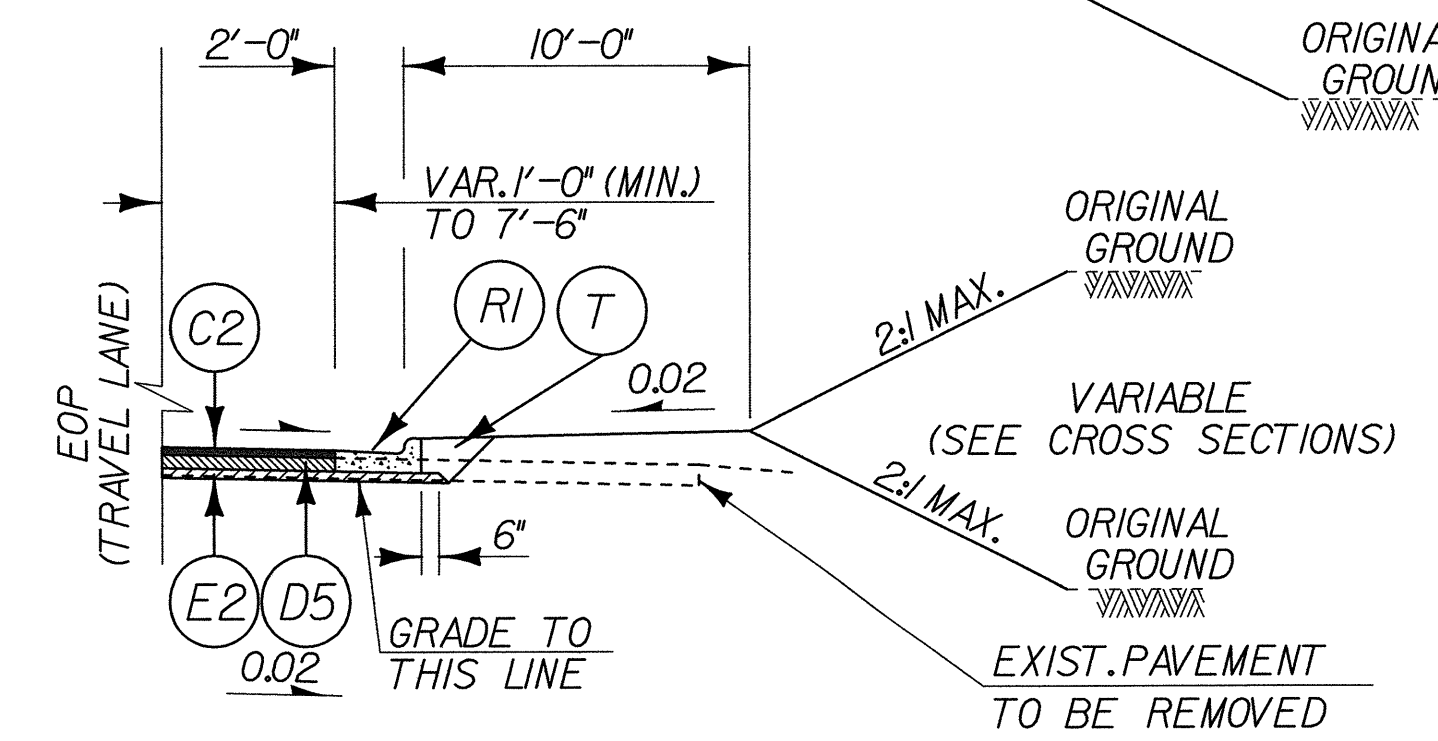 2'-0"
10'-0"
VAR. 1'-0" (MIN.)
TO 7'-6"
ORIGINAL
GROUND
EOP
(TRAVEL LANE)
C2
R1
T
2:1 MAX.
0.02
VARIABLE
(SEE CROSS SECTIONS)
2:1 MAX.
6"
ORIGINAL
GROUND
E2
D5
0.02
GRADE TO
THIS LINE
EXIST. PAVEMENT
TO BE REMOVED